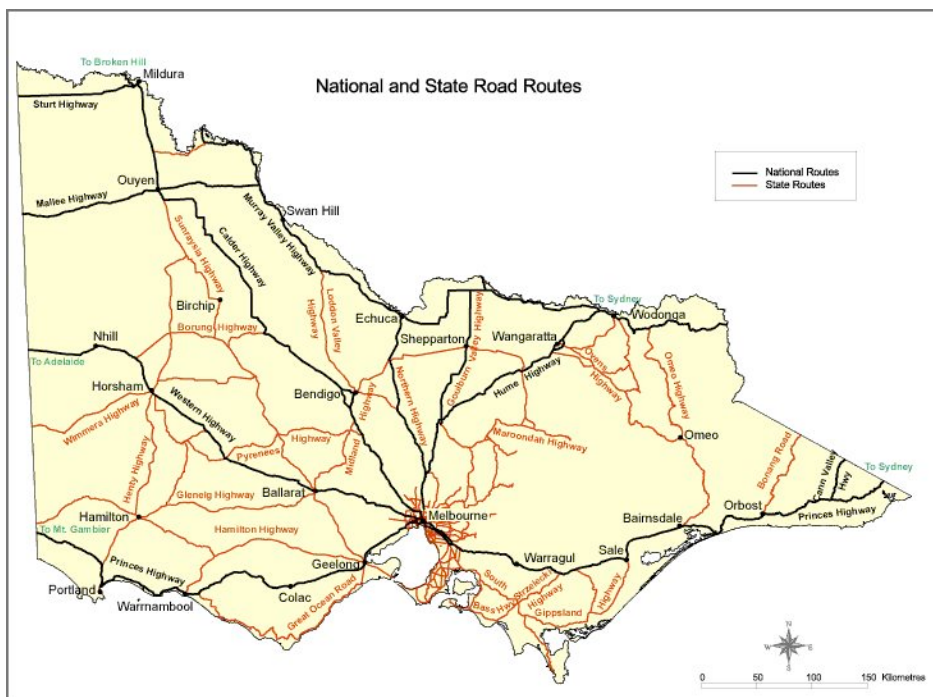 To Broken Hill
Mildura
National and State Road Routes
Sturt Highway
National Routes
State Routes
Ouyen
Mallee Highway
Murray Valley Highway
Swan Hill
Sunraysia Highway
Calder Highway
Birchip
Loddon Valley
Highway
Echuca
To Sydney
Wodonga
Borung Highway
Shepparton
Goulburn Valley Highway
Wangaratta
Nhill
To Adelaide
Ovens
Highway
Omeo Highway
Horsham
Bendigo
Northern Highway
Hume Highway
Western Highway
Wimmera Highway
Highway
Midland
Maroondah Highway
Omeo
Pyrenees
Highway
Henty Highway
Bonang Road
Cann Valley
Hwy
To Sydney
Glenelg Highway
Ballarat
Hamilton
Melbourne
Orbost
Bairnsdale
Princes Highway
To Mt. Gambier
Hamilton Highway
Geelong
Warragul
Sale
Princes Highway
Portland
Colac
Warrnambool
Great Ocean Road
South
Strzelecki
Highway
Bass Hwy
Gippsland
Highway
N
W
E
S
0
50
100
150
Kilometres